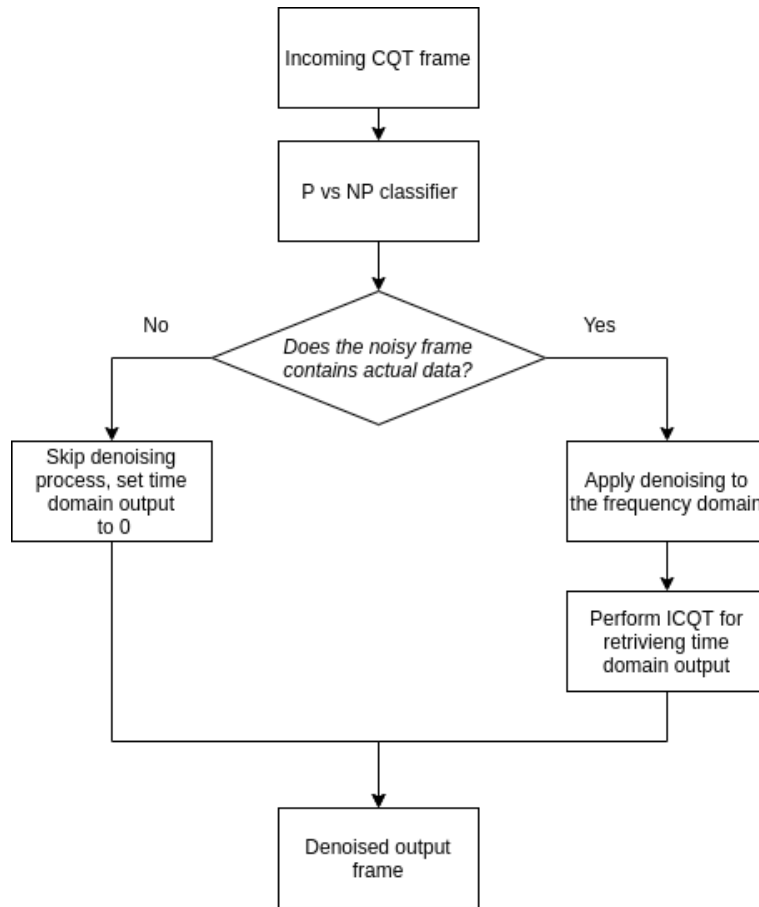 Incoming CQT frame
P vs NP classifier
No
Yes
Does the noisy frame
contains actual data?
Skip denoising
process, set time
domain output
to 0
Apply denoising to
the frequency domain
Perform ICQT for
retrivieng time
domain output
Denoised output
frame